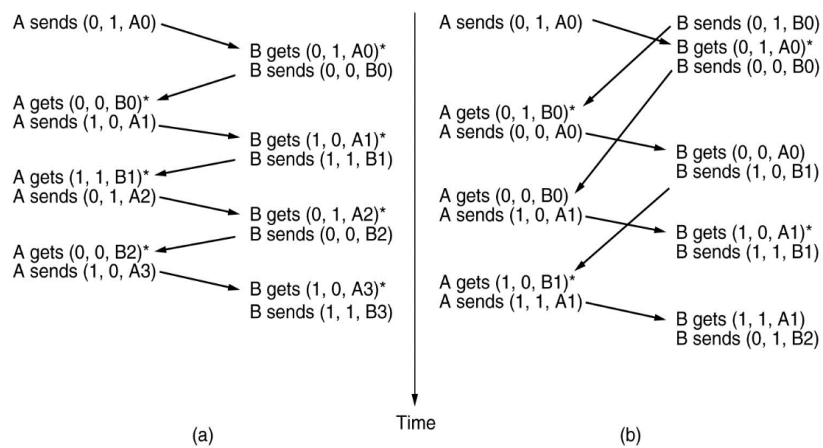 A sends (0, 1, A0)
B gets (0, 1, A0)*
B sends (0, 0, B0)
A gets (0, 0, B0)*
A sends (1, 0, A1)
B gets (1, 0, A1)*
B sends (1, 1, B1)
A gets (1, 1, B1)*
A sends (0, 1, A2)
B gets (0, 1, A2)*
B sends (0, 0, B2)
A gets (0, 0, B2)*
A sends (1, 0, A3)
B gets (1, 0, A3)*
B sends (1, 1, B3)
(a)
Time
A sends (0, 1, A0)
B sends (0, 1, B0)
B gets (0, 1, A0)*
B sends (0, 0, B0)
A gets (0, 1, B0)*
A sends (0, 0, A0)
B gets (0, 0, A0)
B sends (1, 0, B1)
A gets (0, 0, B0)
A sends (1, 0, A1)
B gets (1, 0, A1)*
B sends (1, 1, B1)
A gets (1, 0, B1)*
A sends (1, 1, A1)
B gets (1, 1, A1)
B sends (0, 1, B2)
(b)